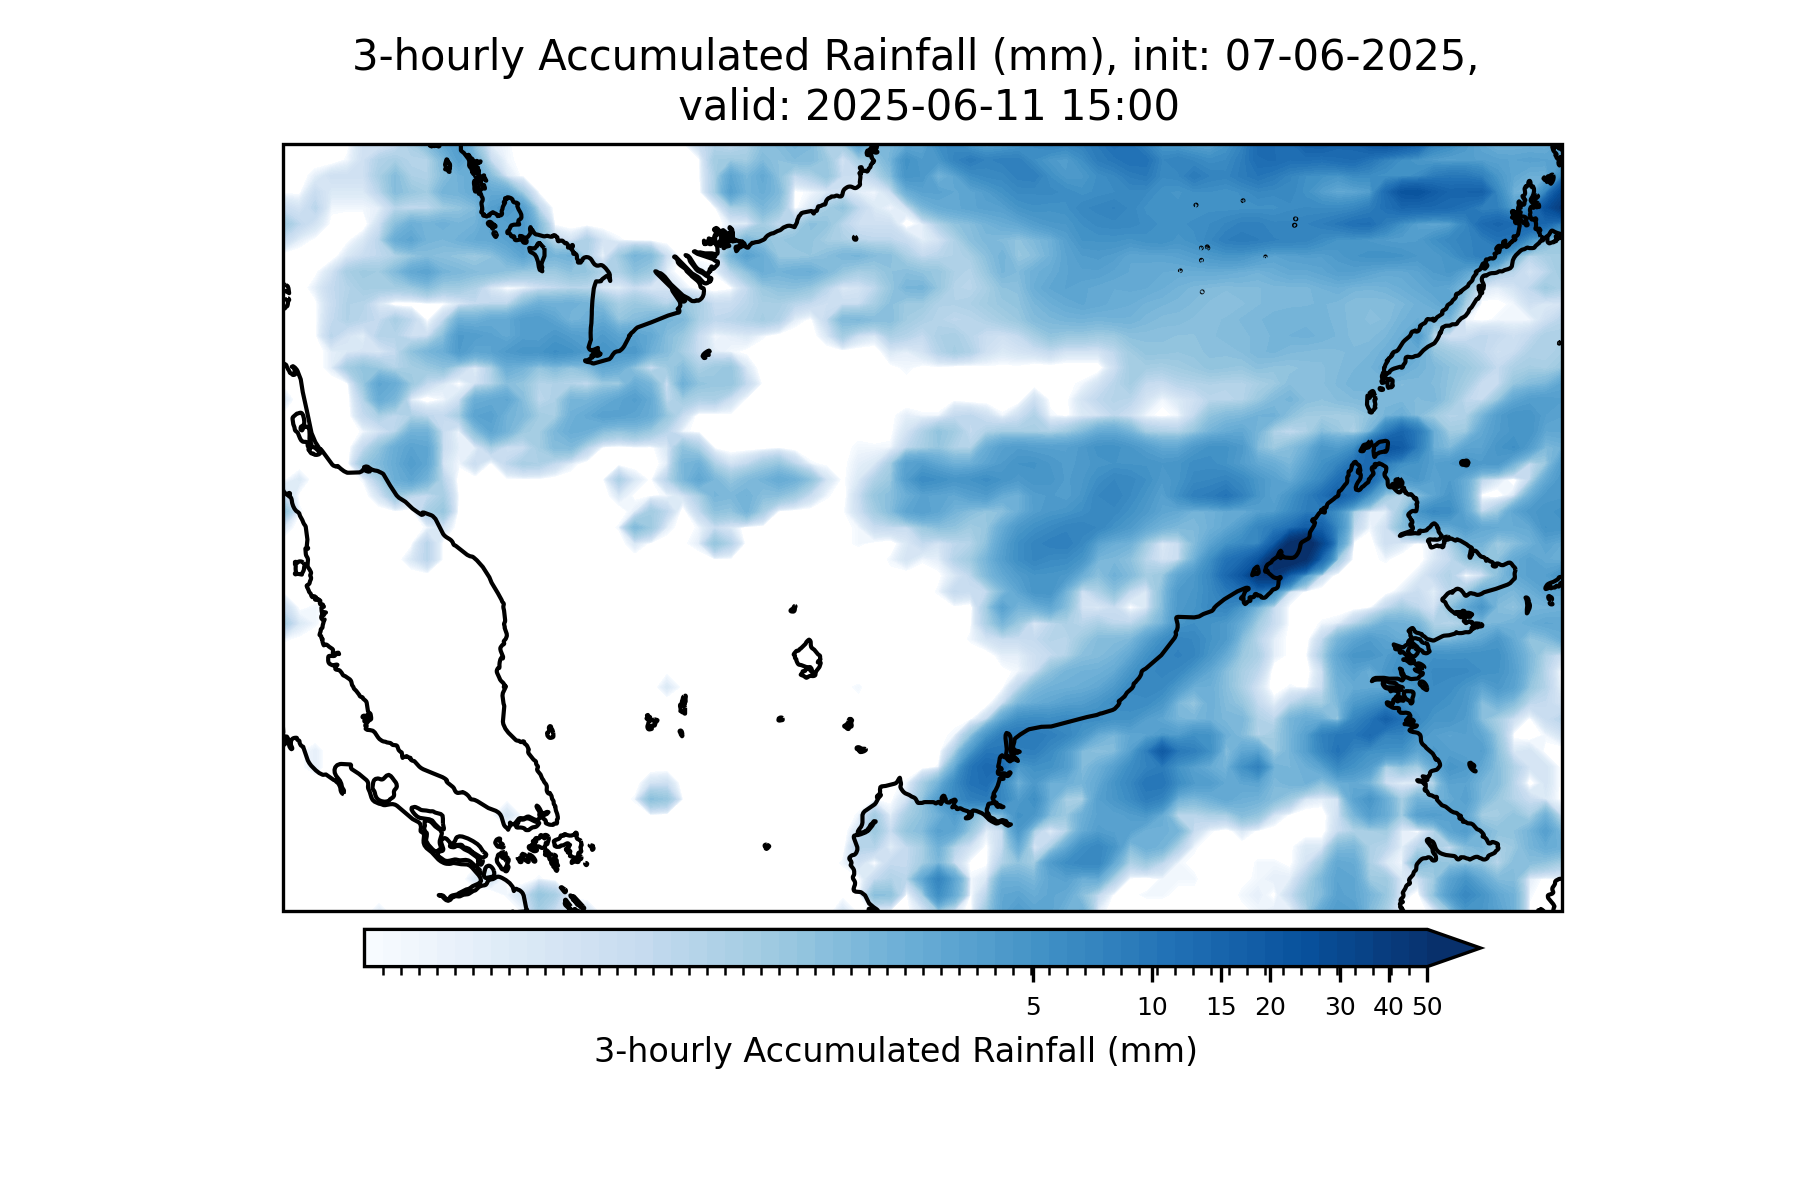 3-hourly Accumulated Rainfall (mm), init: 07-06-2025,
valid: 2025-06-11 15:00
5 10 15 20 30 40 50
3-hourly Accumulated Rainfall (mm)